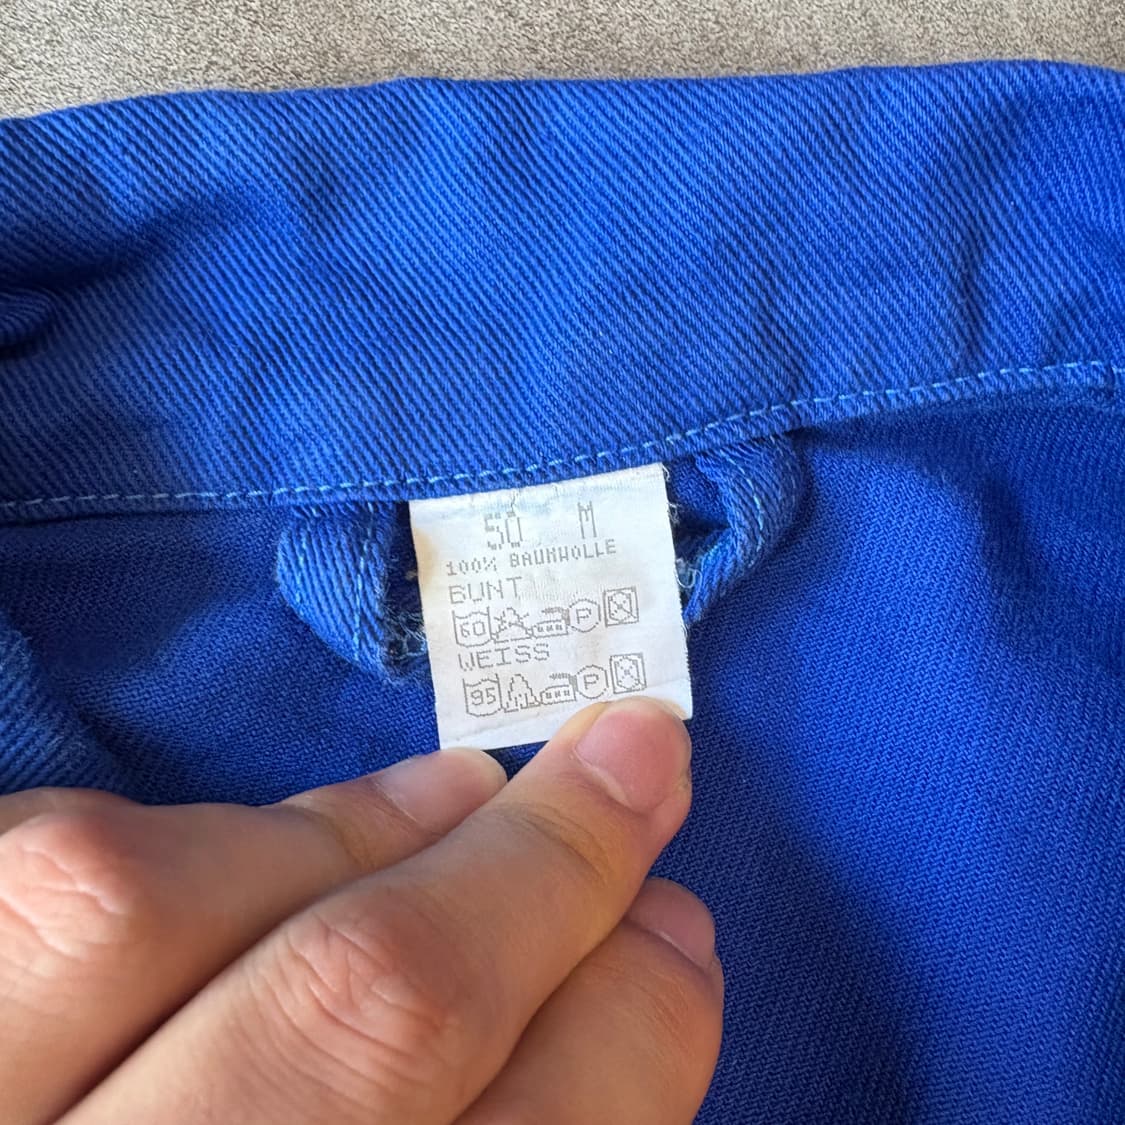 50 M
100% BAUMWOLLE
BUNT
60 P
WEISS
95 P